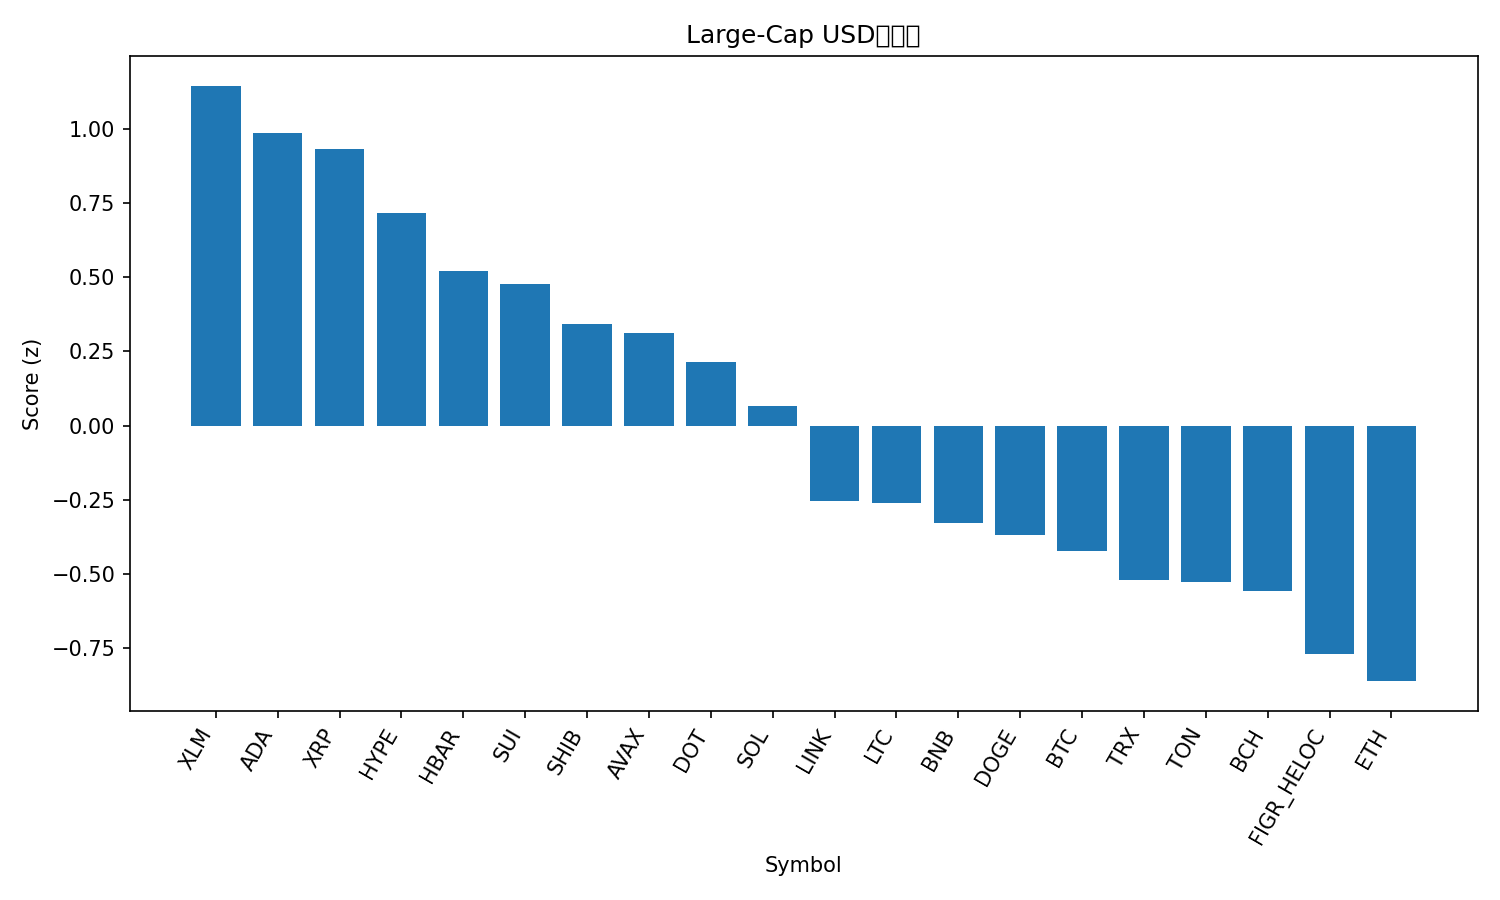 Large-Cap USD
Score (z)
1.00
0.75
0.50
0.25
0.00
−0.25
−0.50
−0.75
XLM
ADA
XRP
HYPE
HBAR
SUI
SHIB
AVAX
DOT
SOL
LINK
LTC
BNB
DOGE
BTC
TRX
TON
BCH
FIGR_HELOC
ETH
Symbol